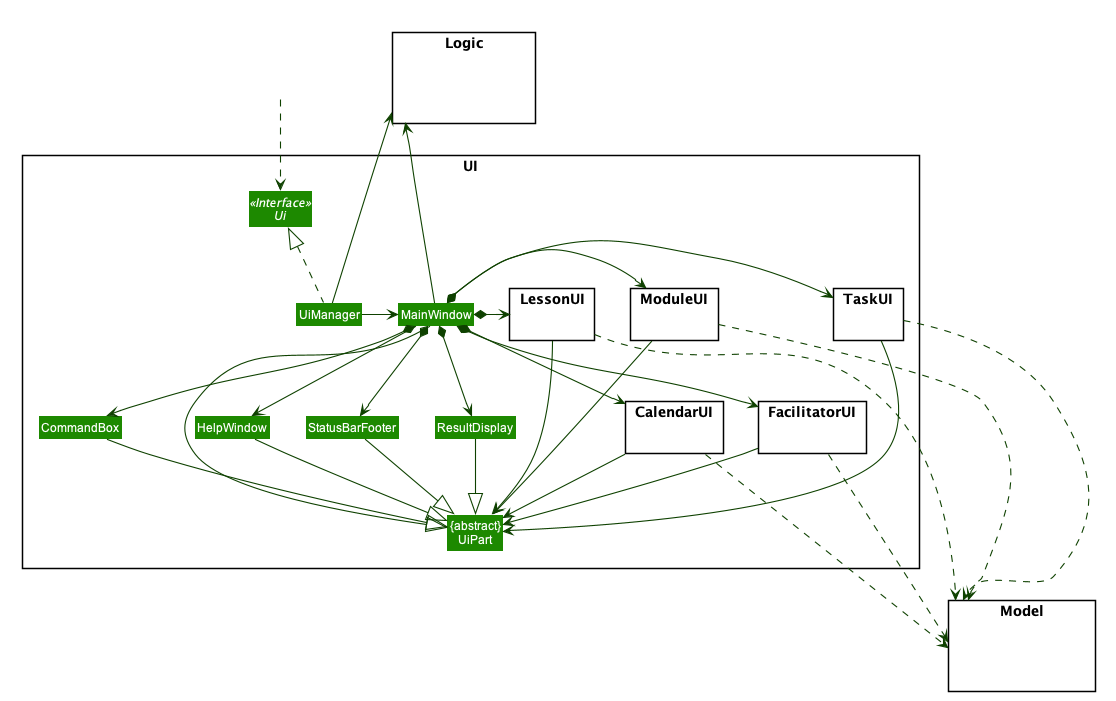 Logic
UI
«Interface»
Ui
UiManager
MainWindow
LessonUI
ModuleUI
TaskUI
CommandBox
HelpWindow
StatusBarFooter
ResultDisplay
CalendarUI
FacilitatorUI
{abstract}
UiPart
Model